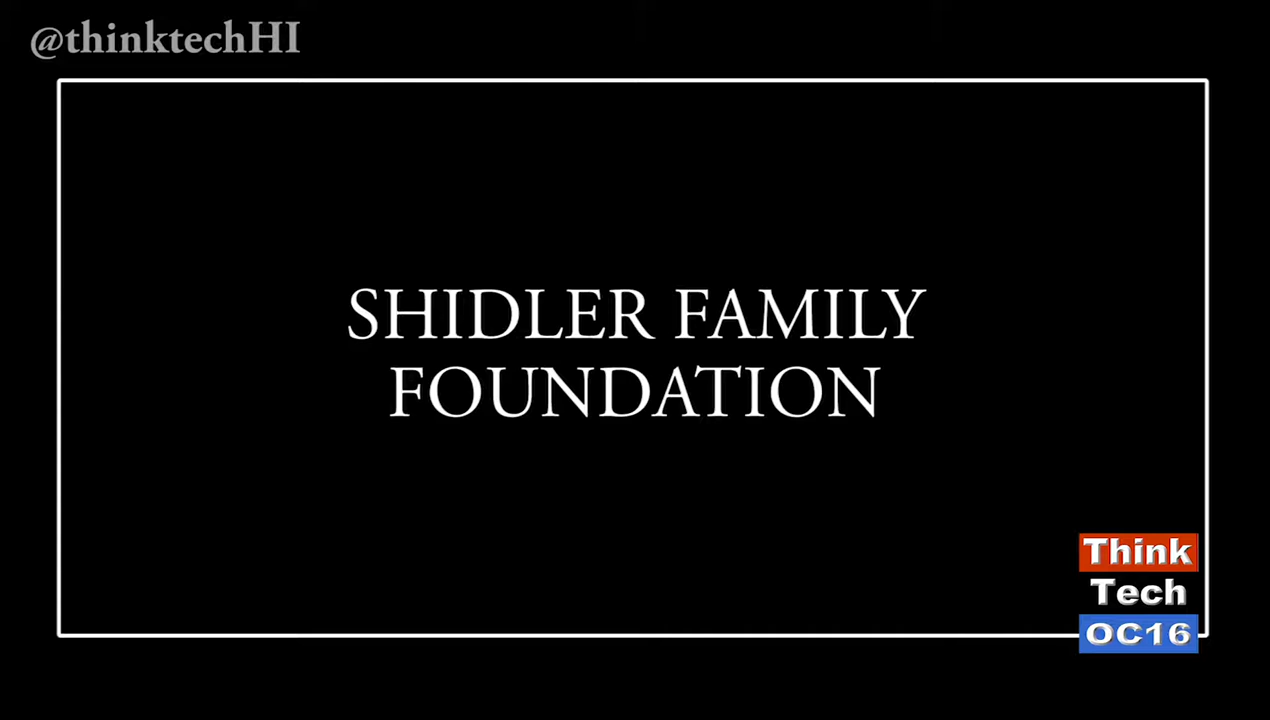 @thinktechHI
SHIDLER FAMILY
FOUNDATION
Think
Tech
OC16